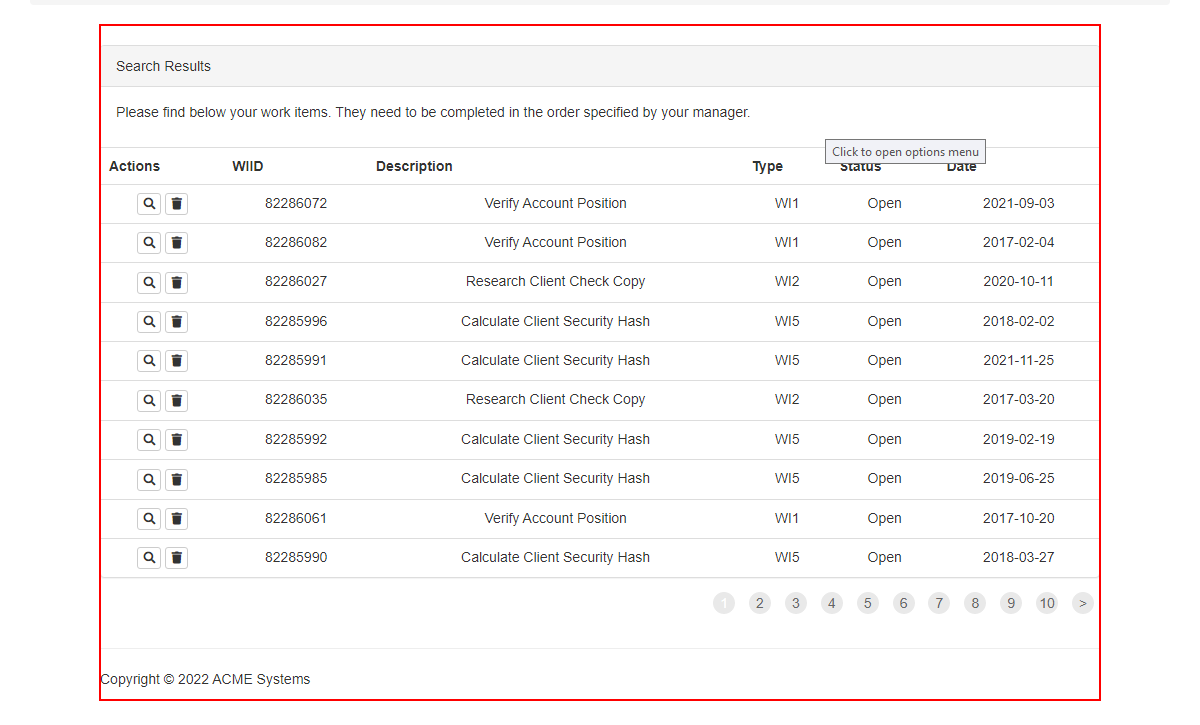 Search Results
Please find below your work items. They need to be completed in the order specified by your manager.
Click to open options menu
Actions WIID Description Type Status Date
82286072 Verify Account Position WI1 Open 2021-09-03
82286082 Verify Account Position WI1 Open 2017-02-04
82286027 Research Client Check Copy WI2 Open 2020-10-11
82285996 Calculate Client Security Hash WI5 Open 2018-02-02
82285991 Calculate Client Security Hash WI5 Open 2021-11-25
82286035 Research Client Check Copy WI2 Open 2017-03-20
82285992 Calculate Client Security Hash WI5 Open 2019-02-19
82285985 Calculate Client Security Hash WI5 Open 2019-06-25
82286061 Verify Account Position WI1 Open 2017-10-20
82285990 Calculate Client Security Hash WI5 Open 2018-03-27
1 2 3 4 5 6 7 8 9 10 >
Copyright © 2022 ACME Systems